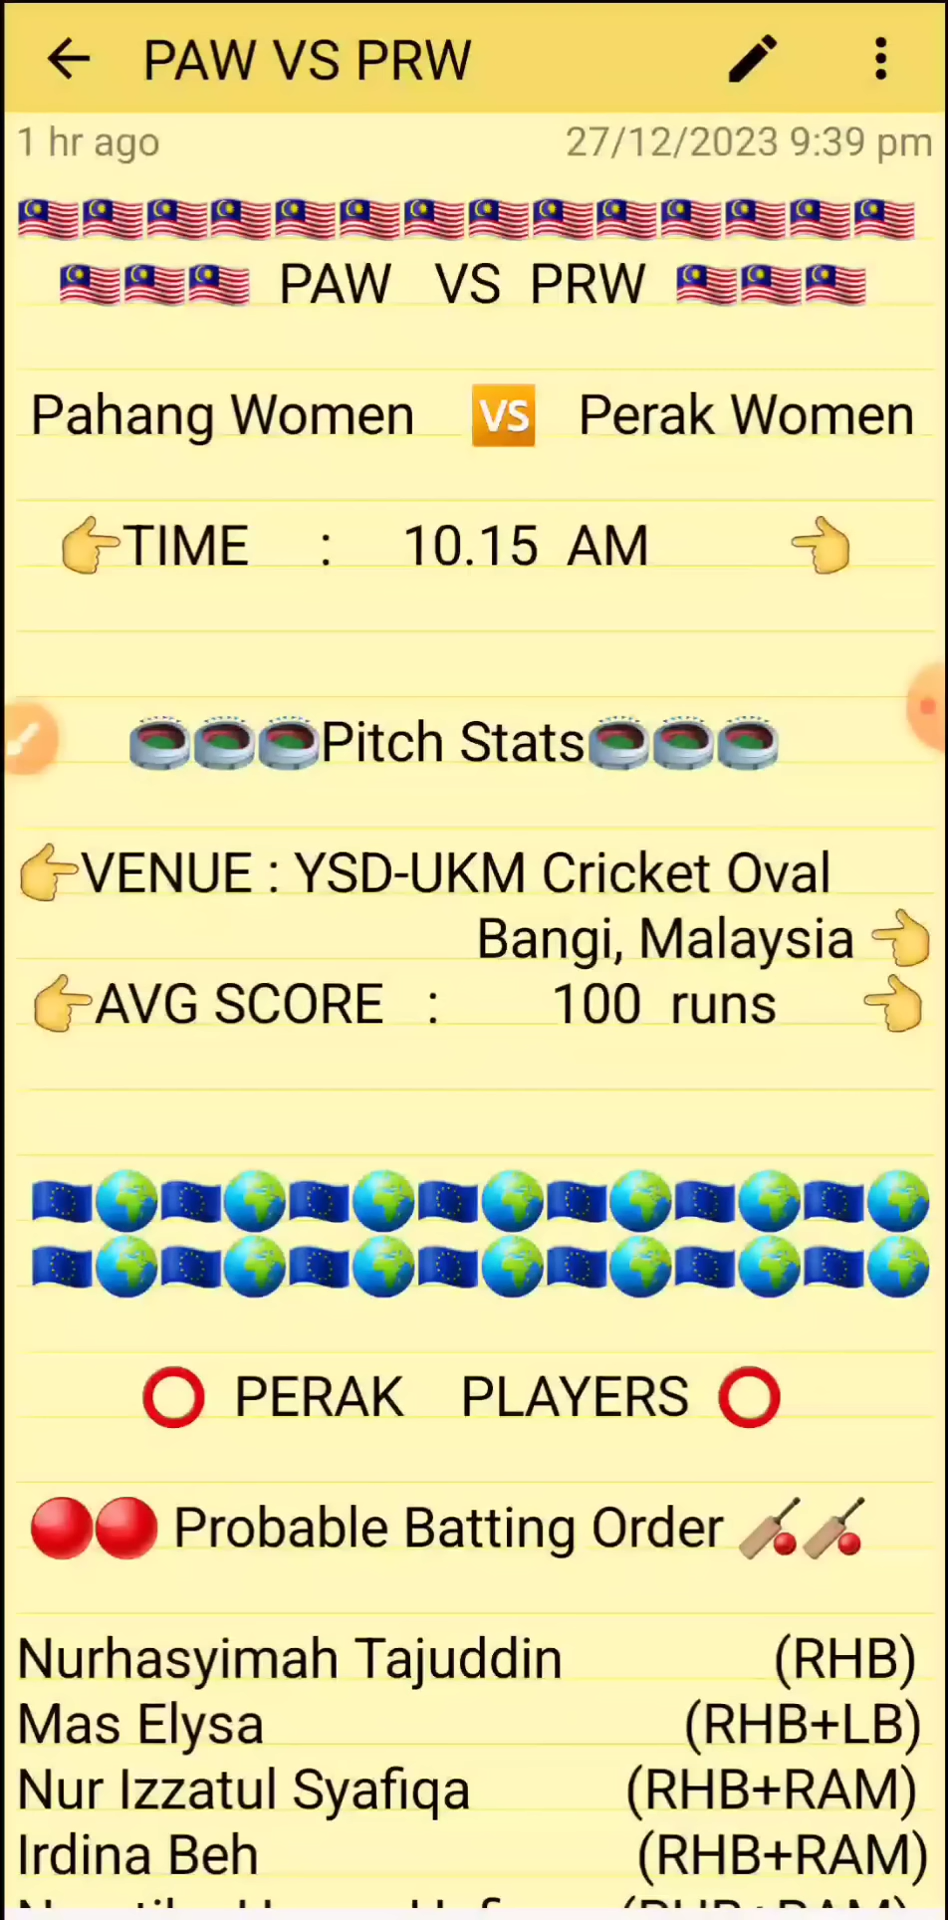 PAW VS PRW
1 hr ago 27/12/2023 9:39 pm
PAW VS PRW
Pahang Women VS Perak Women
TIME : 10.15 AM
Pitch Stats
VENUE : YSD-UKM Cricket Oval
Bangi, Malaysia
AVG SCORE : 100 runs
PERAK PLAYERS
Probable Batting Order
Nurhasyimah Tajuddin (RHB)
Mas Elysa (RHB+LB)
Nur Izzatul Syafiqa (RHB+RAM)
Irdina Beh (RHB+RAM)